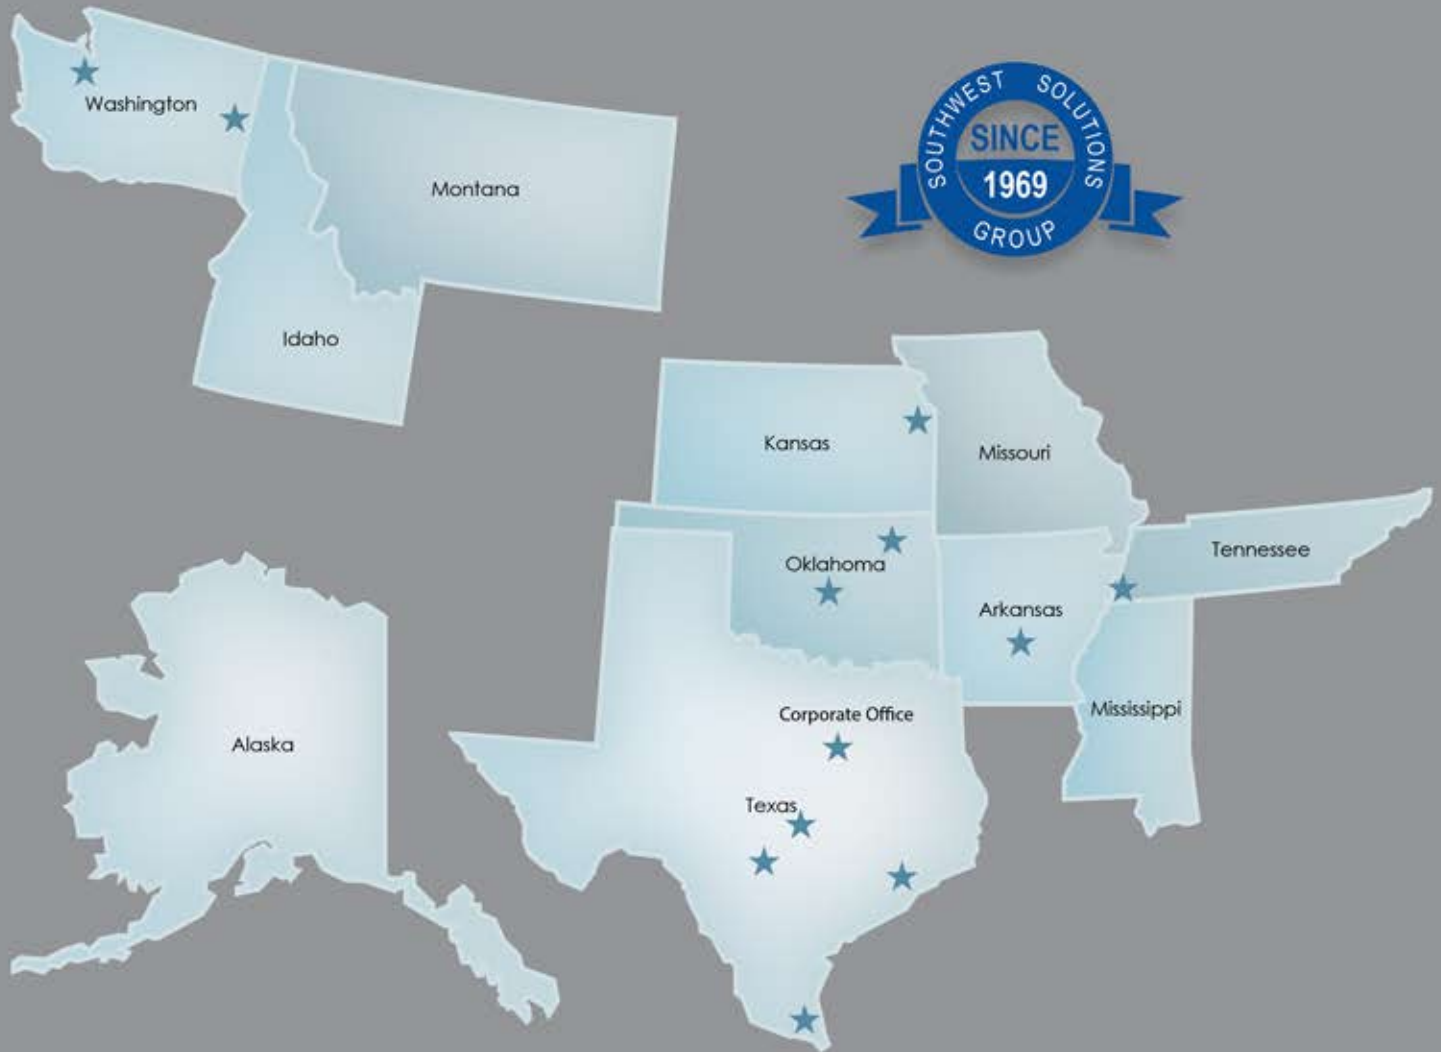 SOUTHWEST SOLUTIONS
SINCE
1969
GROUP
Washington
Montana
Idaho
Kansas
Missouri
Tennessee
Oklahoma
Arkansas
Mississippi
Corporate Office
Alaska
Texas